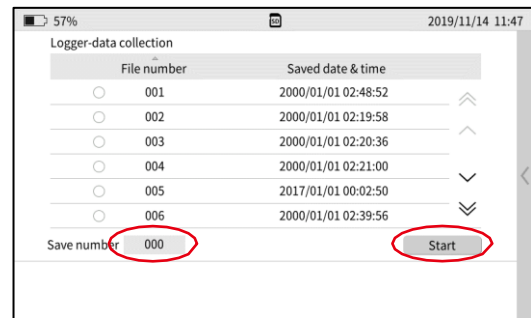 57% SD 2019/11/14 11:47
Logger-data collection
File number Saved date & time
001 2000/01/01 02:48:52
002 2000/01/01 02:19:58
003 2000/01/01 02:20:36
004 2000/01/01 02:21:00
005 2017/01/01 00:02:50
006 2000/01/01 02:39:56
Save number 000 Start